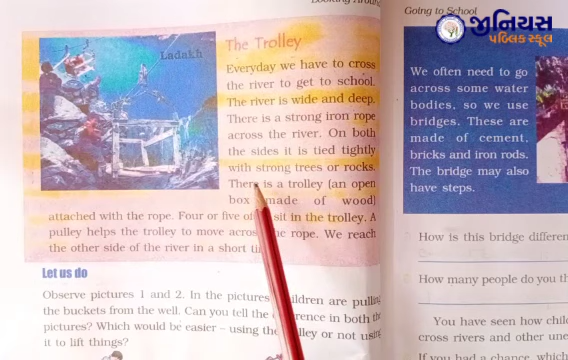 Looking Around
Ladakh
The Trolley
Everyday we have to cross
the river to get to school.
The river is wide and deep.
There is a strong iron rope
across the river. On both
the sides it is tied tightly
with strong trees or rocks.
There is a trolley (an open
box made of wood)
attached with the rope. Four or five of sit in the trolley. A
pulley helps the trolley to move across the rope. We reach
the other side of the river in a short
Let us do
Observe pictures 1 and 2. In the pictures children are pulling
the buckets from the well. Can you tell the difference in both the
pictures? Which would be easier – using the pulley or not using
it to lift things?
Going to School
જીનિયસ
પબ્લિક સ્કૂલ
We often need to go
across some water
bodies, so we use
bridges. These are
made of cement,
bricks and iron rods.
The bridge may also
have steps.
How is this bridge
How many people do you
You have seen how
cross rivers and other
If you had a chance, which